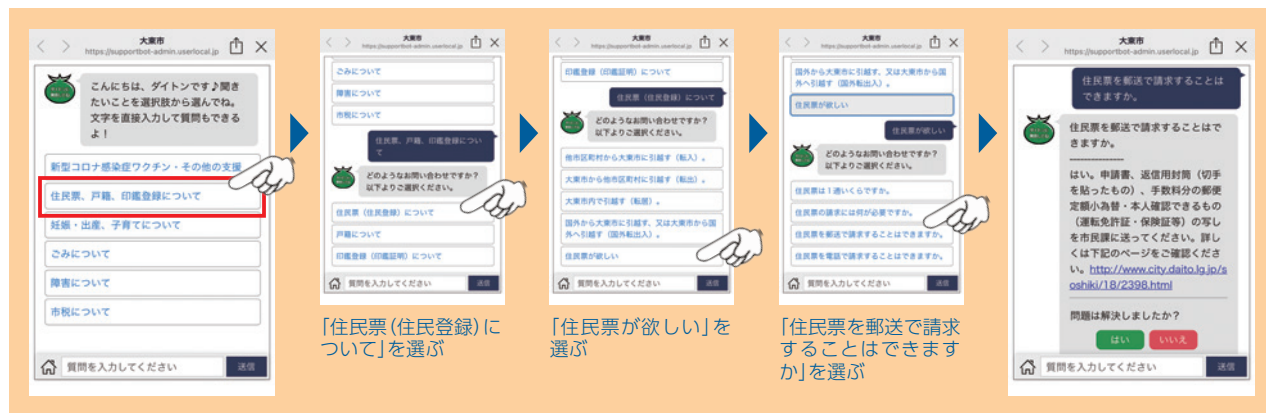 大東市
https://supportbot-admin.userlocal.jp
こんにちは、ダイトンです♪聞き
たいことを選択肢から選んでね。
文字を直接入力して質問もできる
よ！
新型コロナ感染症ワクチン・その他の支援
住民票、戸籍、印鑑登録について
妊娠・出産、子育てについて
ごみについて
障害について
市税について
質問を入力してください
送信
大東市
https://supportbot-admin.userlocal.jp
ごみについて
障害について
市税について
住民票、戸籍、印鑑登録につい
て
どのようなお問い合わせですか？
以下よりご選択ください。
住民票（住民登録）について
戸籍について
印鑑登録（印鑑証明）について
質問を入力してください
送信
「住民票（住民登録）に
ついて」を選ぶ
大東市
https://supportbot-admin.userlocal.jp
印鑑登録（印鑑証明）について
住民票（住民登録）について
どのようなお問い合わせですか？
以下よりご選択ください。
他市区町村から大東市に引越す（転入）。
大東市から他市区町村に引越す（転出）。
大東市内で引越す（転居）。
国外から大東市に引越す、又は大東市から国
外へ引越す（国外転出入）。
住民票が欲しい
質問を入力してください
送信
「住民票が欲しい」を
選ぶ
大東市
https://supportbot-admin.userlocal.jp
国外から大東市に引越す、又は大東市から国
外へ引越す（国外転出入）。
住民票が欲しい
住民票が欲しい
どのようなお問い合わせですか？
以下よりご選択ください。
住民票は１通いくらですか。
住民票の請求には何が必要ですか。
住民票を郵送で請求することはできますか。
住民票を電話で請求することはできますか。
質問を入力してください
送信
「住民票を郵送で請求
することはできます
か」を選ぶ
大東市
https://supportbot-admin.userlocal.jp
住民票を郵送で請求することは
できますか。
住民票を郵送で請求することはで
きますか。
----------------
はい。申請書、返信用封筒（切手
を貼ったもの）、手数料分の郵便
定額小為替・本人確認できるもの
（運転免許証・保険証等）の写し
を市民課に送ってください。詳し
くは下記のページをご確認くださ
い。http://www.city.daito.lg.jp/s
oshiki/18/2398.html
問題は解決しましたか？
はい
いいえ
質問を入力してください
送信